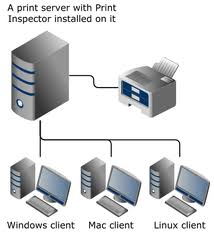 A print server with Print
Inspector installed on it
Windows client
Mac client
Linux client